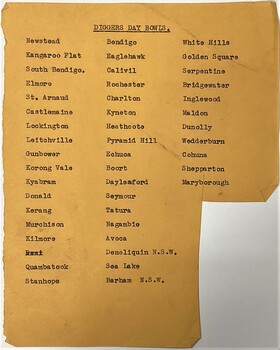 DIGGERS DAY BOWLS.
Newstead Bendigo White Hills
Kangaroo Flat Eaglehawk Golden Square
South Bendigo. Calivil Serpentine
Elmore Rochester Bridgewater
St. Arnaud Charlton Inglewood
Castlemaine Kyneton Maldon
Lockington Heathcote Dunolly
Leitchville Pyramid Hill Wedderburn
Gunbower Echuca Cohuna
Korong Vale Boort Shepparton
Kyabram Daylesford Maryborough
Donald Seymour
Kerang Tatura
Murchison Nagambie
Kilmore Avoca
Deneliquin N.S.W.
Quambatook Sea Lake
Stanhope Barham N.S.W.